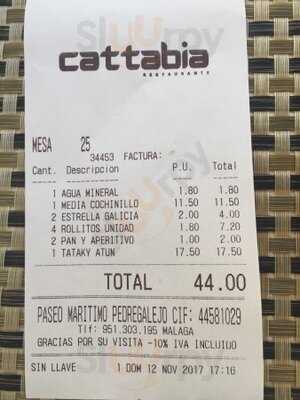 cattabia
RESTAURANTE
MESA 25
34453 FACTURA:
Cant. Descripcion P.U. Total
1 AGUA MINERAL 1.80 1.80
1 MEDIA COCHINILLO 11.50 11.50
2 ESTRELLA GALICIA 2.00 4.00
4 ROLLITOS UNIDAD 1.80 7.20
2 PAN Y APERITIVO 1.00 2.00
1 TATAKY ATUN 17.50 17.50
TOTAL 44.00
PASEO MARITIMO PEDREGALEJO CIF: 44581029
Tlf: 951.303.195 MALAGA
GRACIAS POR SU VISITA -10% IVA INCLUIDO
SIN LLAVE 1 DOM 12 NOV 2017 17:16